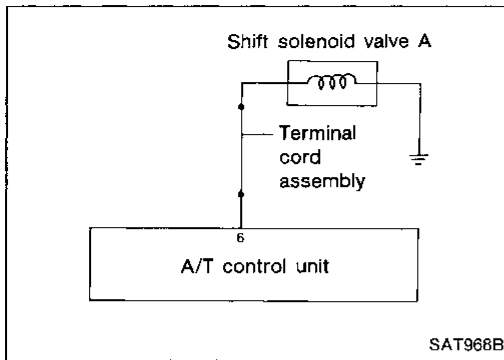 Shift solenoid valve A
Terminal
cord
assembly
6
A/T control unit
SAT968B